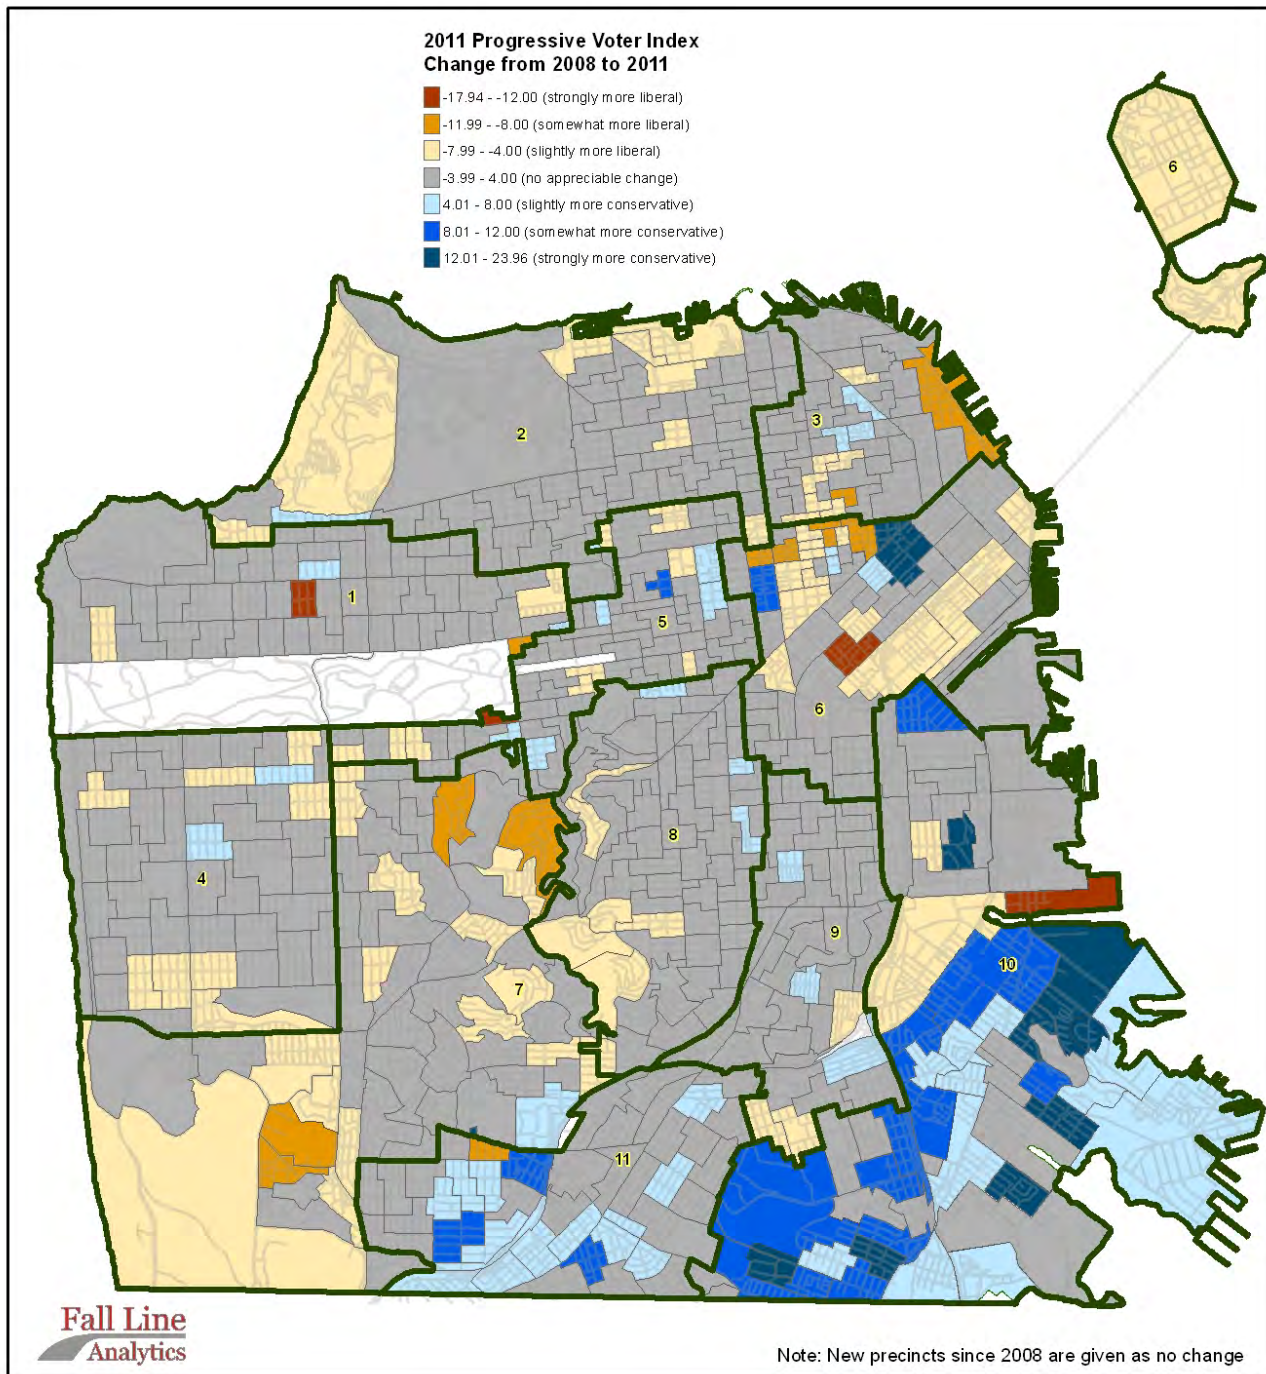 2011 Progressive Voter Index
Change from 2008 to 2011
-17.94 - -12.00 (strongly more liberal)
-11.99 - -8.00 (somewhat more liberal)
-7.99 - -4.00 (slightly more liberal)
-3.99 - 4.00 (no appreciable change)
4.01 - 8.00 (slightly more conservative)
8.01 - 12.00 (somewhat more conservative)
12.01 - 23.96 (strongly more conservative)
6
2
3
1
5
6
8
4
9
10
7
11
Fall Line
Analytics
Note: New precincts since 2008 are given as no change